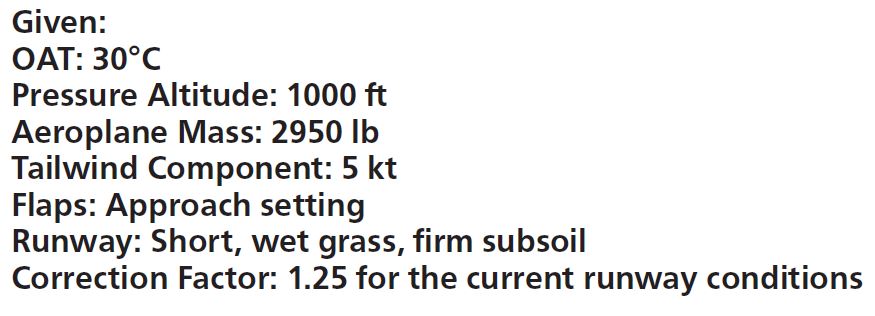 Given:
OAT: 30°C
Pressure Altitude: 1000 ft
Aeroplane Mass: 2950 lb
Tailwind Component: 5 kt
Flaps: Approach setting
Runway: Short, wet grass, firm subsoil
Correction Factor: 1.25 for the current runway conditions